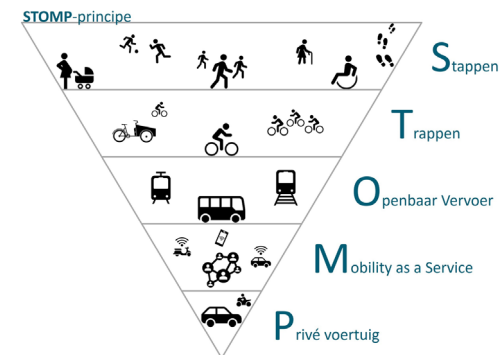 STOMP-principe
Stappen
Trappen
Openbaar Vervoer
Mobility as a Service
Privé voertuig